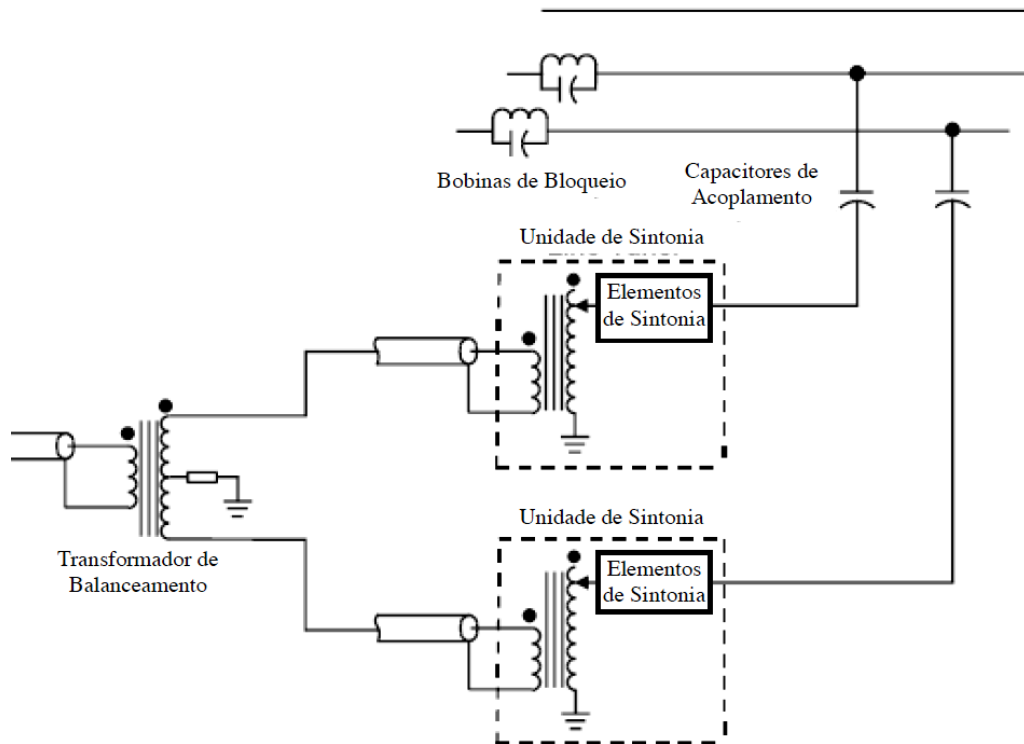 Bobinas de Bloqueio
Capacitores de
Acoplamento
Unidade de Sintonia
Elementos
de Sintonia
Unidade de Sintonia
Elementos
de Sintonia
Transformador de
Balanceamento